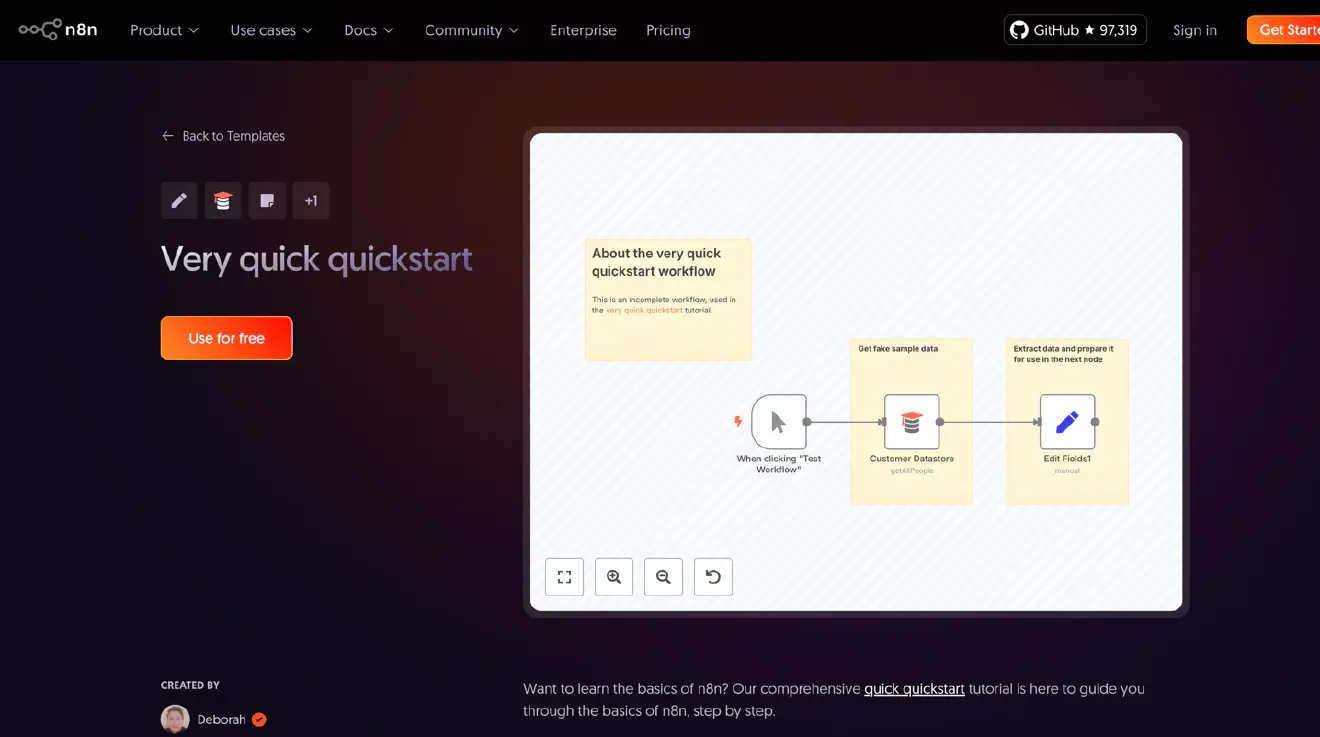 n8n
Product
Use cases
Docs
Community
Enterprise
Pricing
GitHub ★ 97,319
Sign in
Get Starte
← Back to Templates
+1
Very quick quickstart
Use for free
About the very quick
quickstart workflow
This is an incomplete workflow, used in
the very quick quickstart tutorial
Get fake sample data
Extract data and prepare it
for use in the next node
When clicking "Test
Workflow"
Customer Datastore
getAllPeople
Edit Fields1
manual
CREATED BY
Deborah
Want to learn the basics of n8n? Our comprehensive quick quickstart tutorial is here to guide you
through the basics of n8n, step by step.